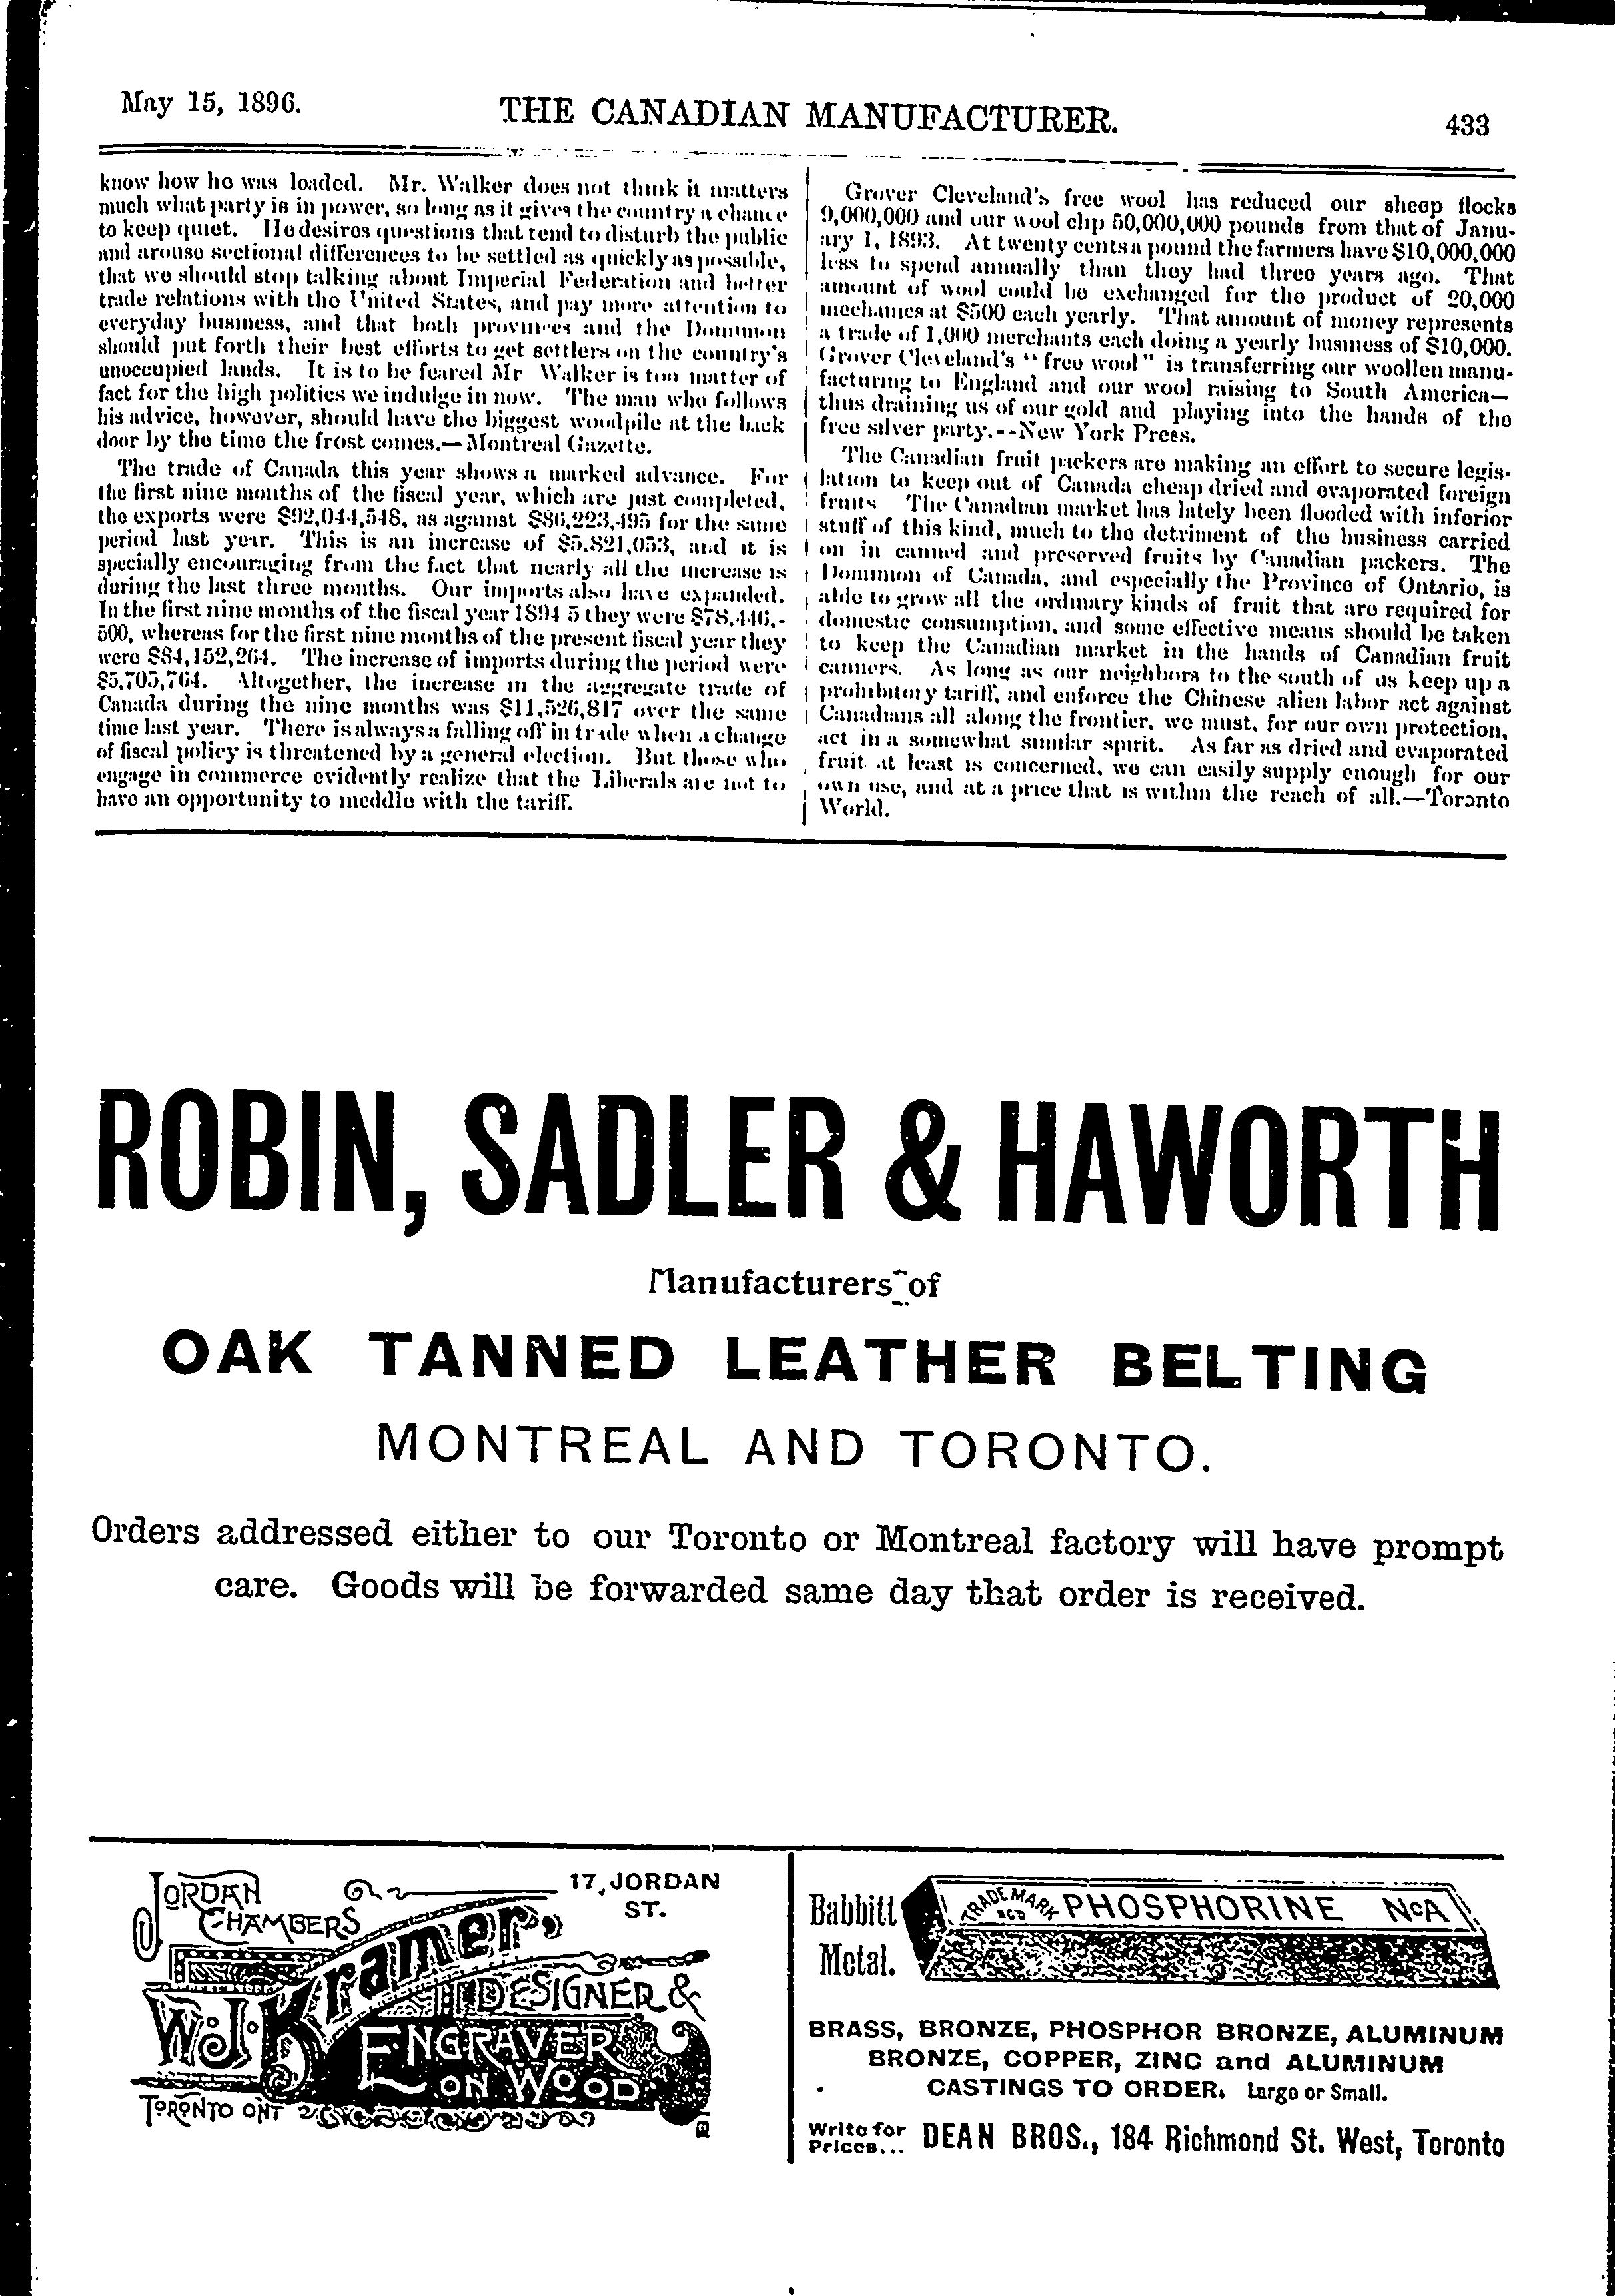 May 15, 1896.
THE CANADIAN MANUFACTURER.
433
know how he was loaded. Mr. Walker does not think it matters
much what party is in power, so long as it gives the country a chance
to keep quiet. He desires questions that tend to disturb the public
and arouse sectional differences to be settled as quickly as possible,
that we should stop talking about Imperial Federation and better
trade relations with the United States, and pay more attention to
everyday business, and that both provinces and the Dominion
should put forth their best efforts to get settlers on the country's
unoccupied lands. It is to be feared Mr Walker is too matter of
fact for the high politics we indulge in now. The man who follows
his advice, however, should have the biggest woodpile at the back
door by the time the frost comes.—Montreal Gazette.
The trade of Canada this year shows a marked advance. For
the first nine months of the fiscal year, which are just completed,
the exports were $92,044,548, as against $86,223,495 for the same
period last year. This is an increase of $5,821,053, and it is
specially encouraging from the fact that nearly all the increase is
during the last three months. Our imports also have expanded.
In the first nine months of the fiscal year 1894 5 they were $78,446,-
500, whereas for the first nine months of the present fiscal year they
were $84,152,264. The increase of imports during the period were
$5,705,764. Altogether, the increase in the aggregate trade of
Canada during the nine months was $11,526,817 over the same
time last year. There is always a falling off in trade when a change
of fiscal policy is threatened by a general election. But those who
engage in commerce evidently realize that the Liberals are not to
have an opportunity to meddle with the tariff.
Grover Cleveland's free wool has reduced our sheep flocks
9,000,000 and our wool clip 50,000,000 pounds from that of Janu-
ary 1, 1893. At twenty cents a pound the farmers have $10,000,000
less to spend annually than they had three years ago. That
amount of wool could be exchanged for the product of 20,000
mechanics at $500 each yearly. That amount of money represents
a trade of 1,000 merchants each doing a yearly business of $10,000.
Grover Cleveland's "free wool" is transferring our woollen manu-
facturing to England and our wool raising to South America—
thus draining us of our gold and playing into the hands of the
free silver party.--New York Press.
The Canadian fruit packers are making an effort to secure legis-
lation to keep out of Canada cheap dried and evaporated foreign
fruits The Canadian market has lately been flooded with inferior
stuff of this kind, much to the detriment of the business carried
on in canned and preserved fruits by Canadian packers. The
Dominion of Canada, and especially the Province of Ontario, is
able to grow all the ordinary kinds of fruit that are required for
domestic consumption, and some effective means should be taken
to keep the Canadian market in the hands of Canadian fruit
canners. As long as our neighbors to the south of us keep up a
prohibitory tariff, and enforce the Chinese alien labor act against
Canadians all along the frontier, we must, for our own protection,
act in a somewhat similar spirit. As far as dried and evaporated
fruit at least is concerned, we can easily supply enough for our
own use, and at a price that is within the reach of all.—Toronto
World.
ROBIN, SADLER & HAWORTH
Manufacturers of
OAK TANNED LEATHER BELTING
MONTREAL AND TORONTO.
Orders addressed either to our Toronto or Montreal factory will have prompt
care. Goods will be forwarded same day that order is received.
JORDAN
CHAMBERS
17, JORDAN
ST.
W.J. Kramer,
DESIGNER &
ENGRAVER
ON WOOD
TORONTO ONT
Babbitt
Metal.
TRADE MARK PHOSPHORINE No A
BRASS, BRONZE, PHOSPHOR BRONZE, ALUMINUM
BRONZE, COPPER, ZINC and ALUMINUM
CASTINGS TO ORDER. Large or Small.
Write for
Prices...
DEAN BROS., 184 Richmond St. West, Toronto